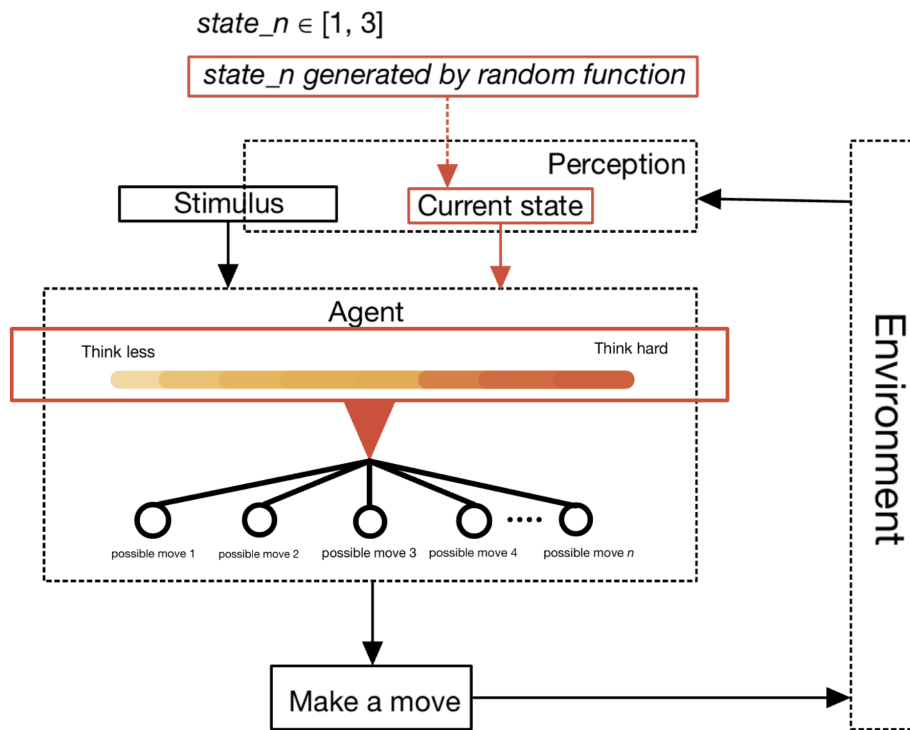 state_n ∈ [1, 3]
state_n generated by random function
Perception
Stimulus
Current state
Agent
Think less
Think hard
possible move 1
possible move 2
possible move 3
possible move 4
possible move n
Make a move
Environment